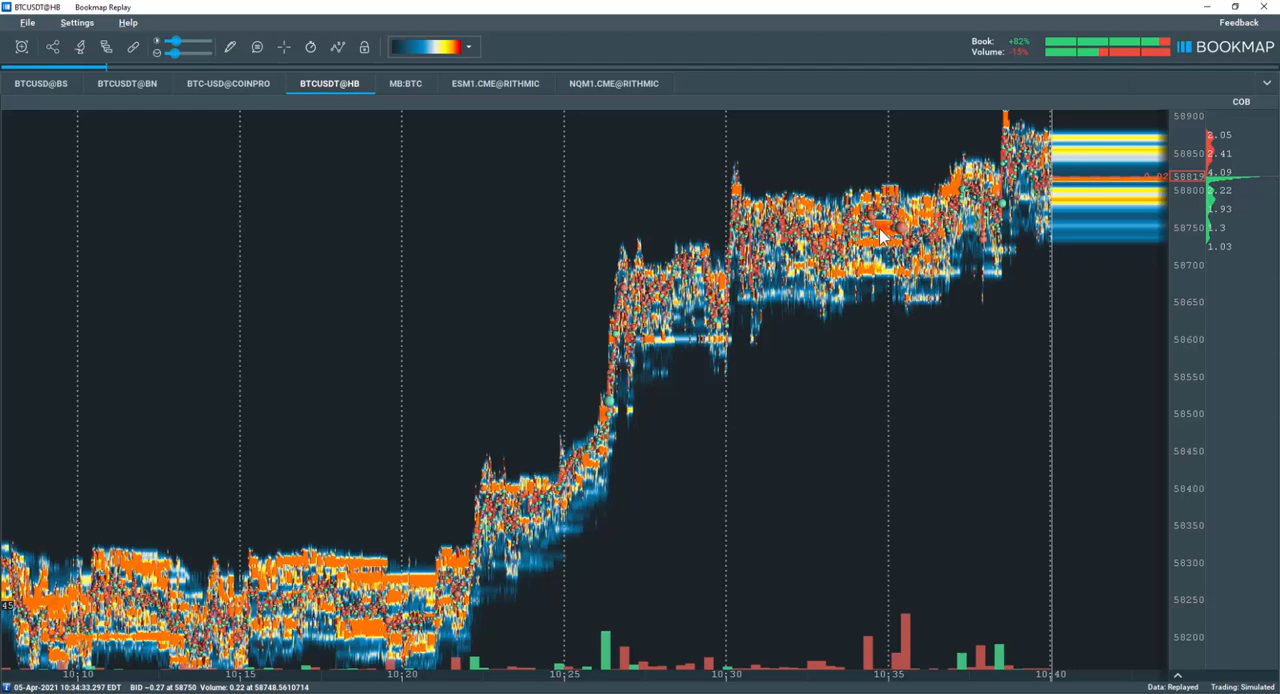 BTCUSDT@HB Bookmap Replay
File Settings Help Feedback
Book: +82%
Volume: -15%
BOOKMAP
BTCUSD@BS BTCUSDT@BN BTC-USD@COINPRO BTCUSDT@HB MB:BTC ESM1.CME@RITHMIC NQM1.CME@RITHMIC
COB
58900
2.05
58850 2.41
4.09
58819
58800 2.22
1.93
58750 1.3
1.03
58700
58650
58600
58550
58500
58450
58400
58350
58300
58250
45
58200
10:10 10:15 10:20 10:25 10:30 10:35 10:40
05-Apr-2021 10:34:33.297 EDT BID ~0.27 at 58750 Volume: 0.22 at 58748.5610714 Data: Replayed Trading: Simulated